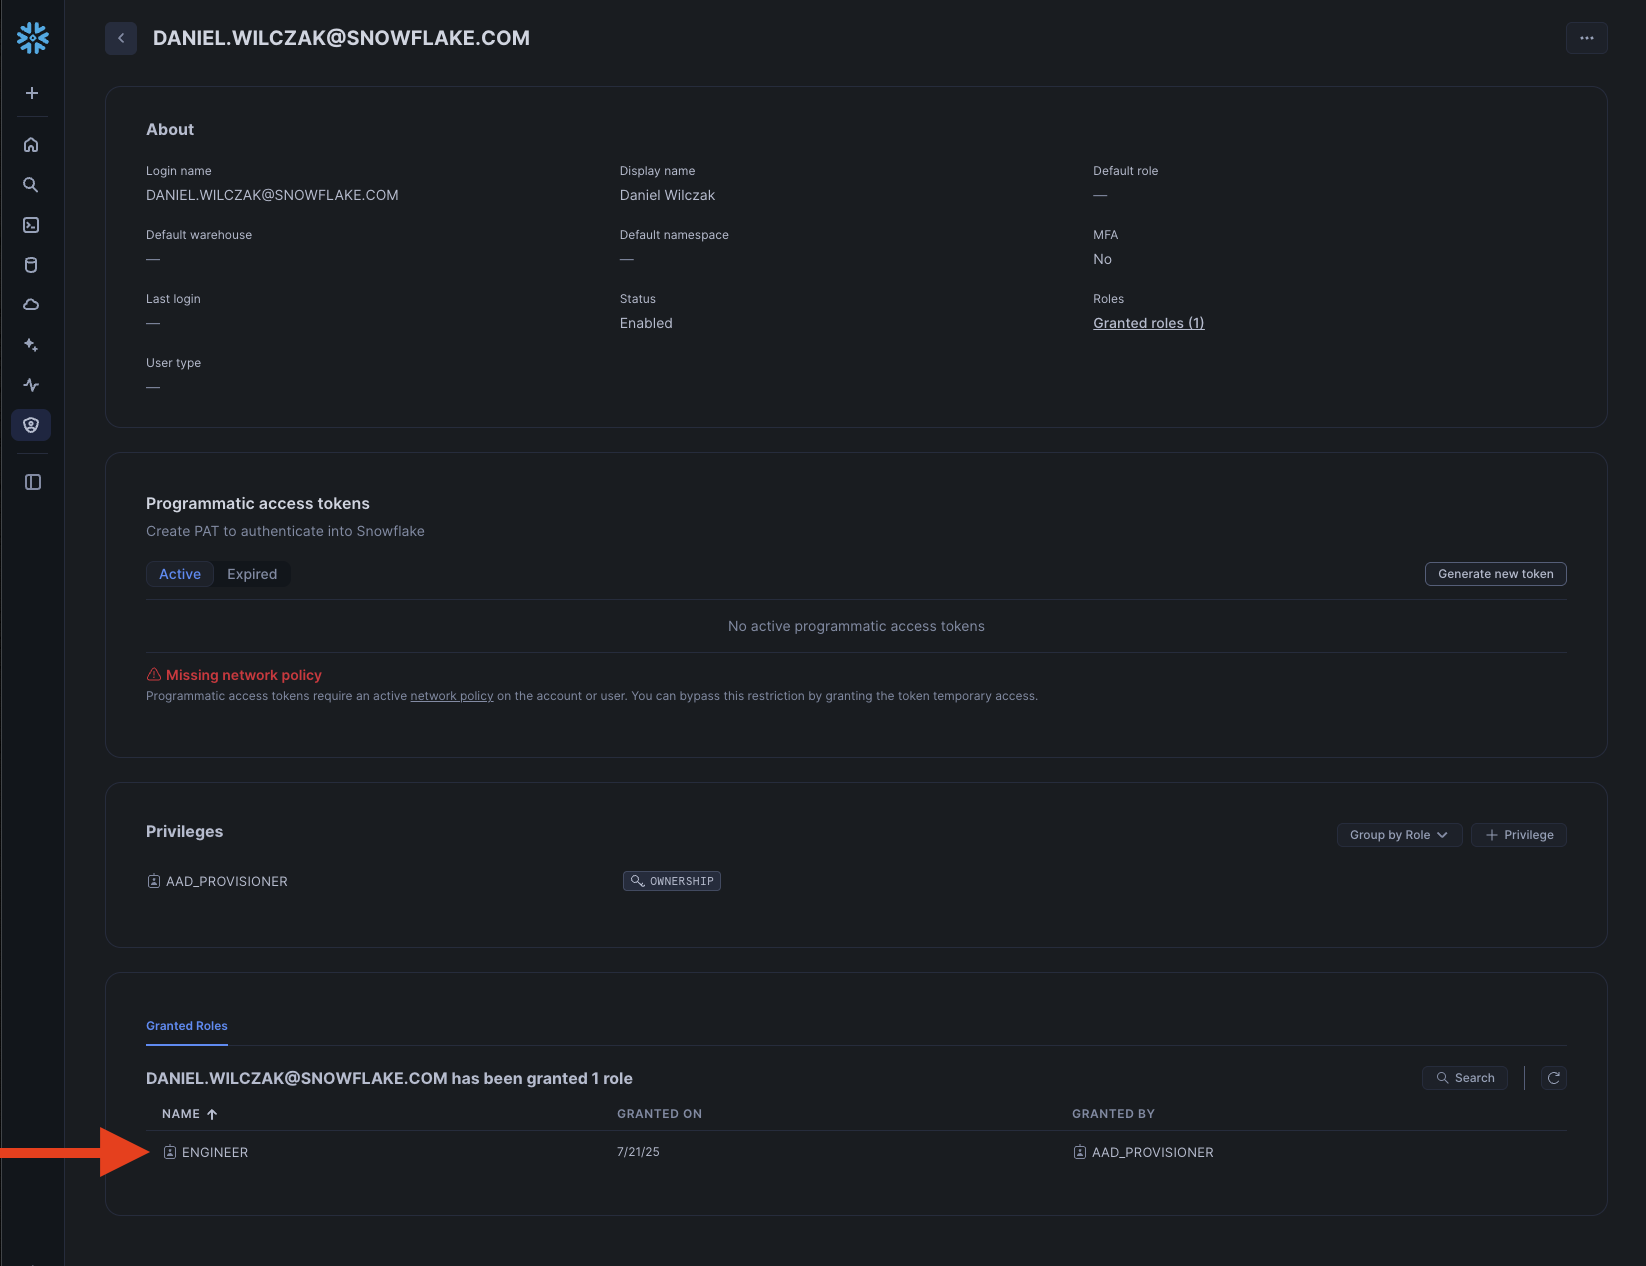 DANIEL.WILCZAK@SNOWFLAKE.COM
About
Login name
DANIEL.WILCZAK@SNOWFLAKE.COM
Display name
Daniel Wilczak
Default role
—
Default warehouse
—
Default namespace
—
MFA
No
Last login
—
Status
Enabled
Roles
Granted roles (1)
User type
—
Programmatic access tokens
Create PAT to authenticate into Snowflake
Active Expired
Generate new token
No active programmatic access tokens
Missing network policy
Programmatic access tokens require an active network policy on the account or user. You can bypass this restriction by granting the token temporary access.
Privileges
Group by Role
Privilege
AAD_PROVISIONER OWNERSHIP
Granted Roles
DANIEL.WILCZAK@SNOWFLAKE.COM has been granted 1 role
Search
NAME GRANTED ON GRANTED BY
ENGINEER 7/21/25 AAD_PROVISIONER